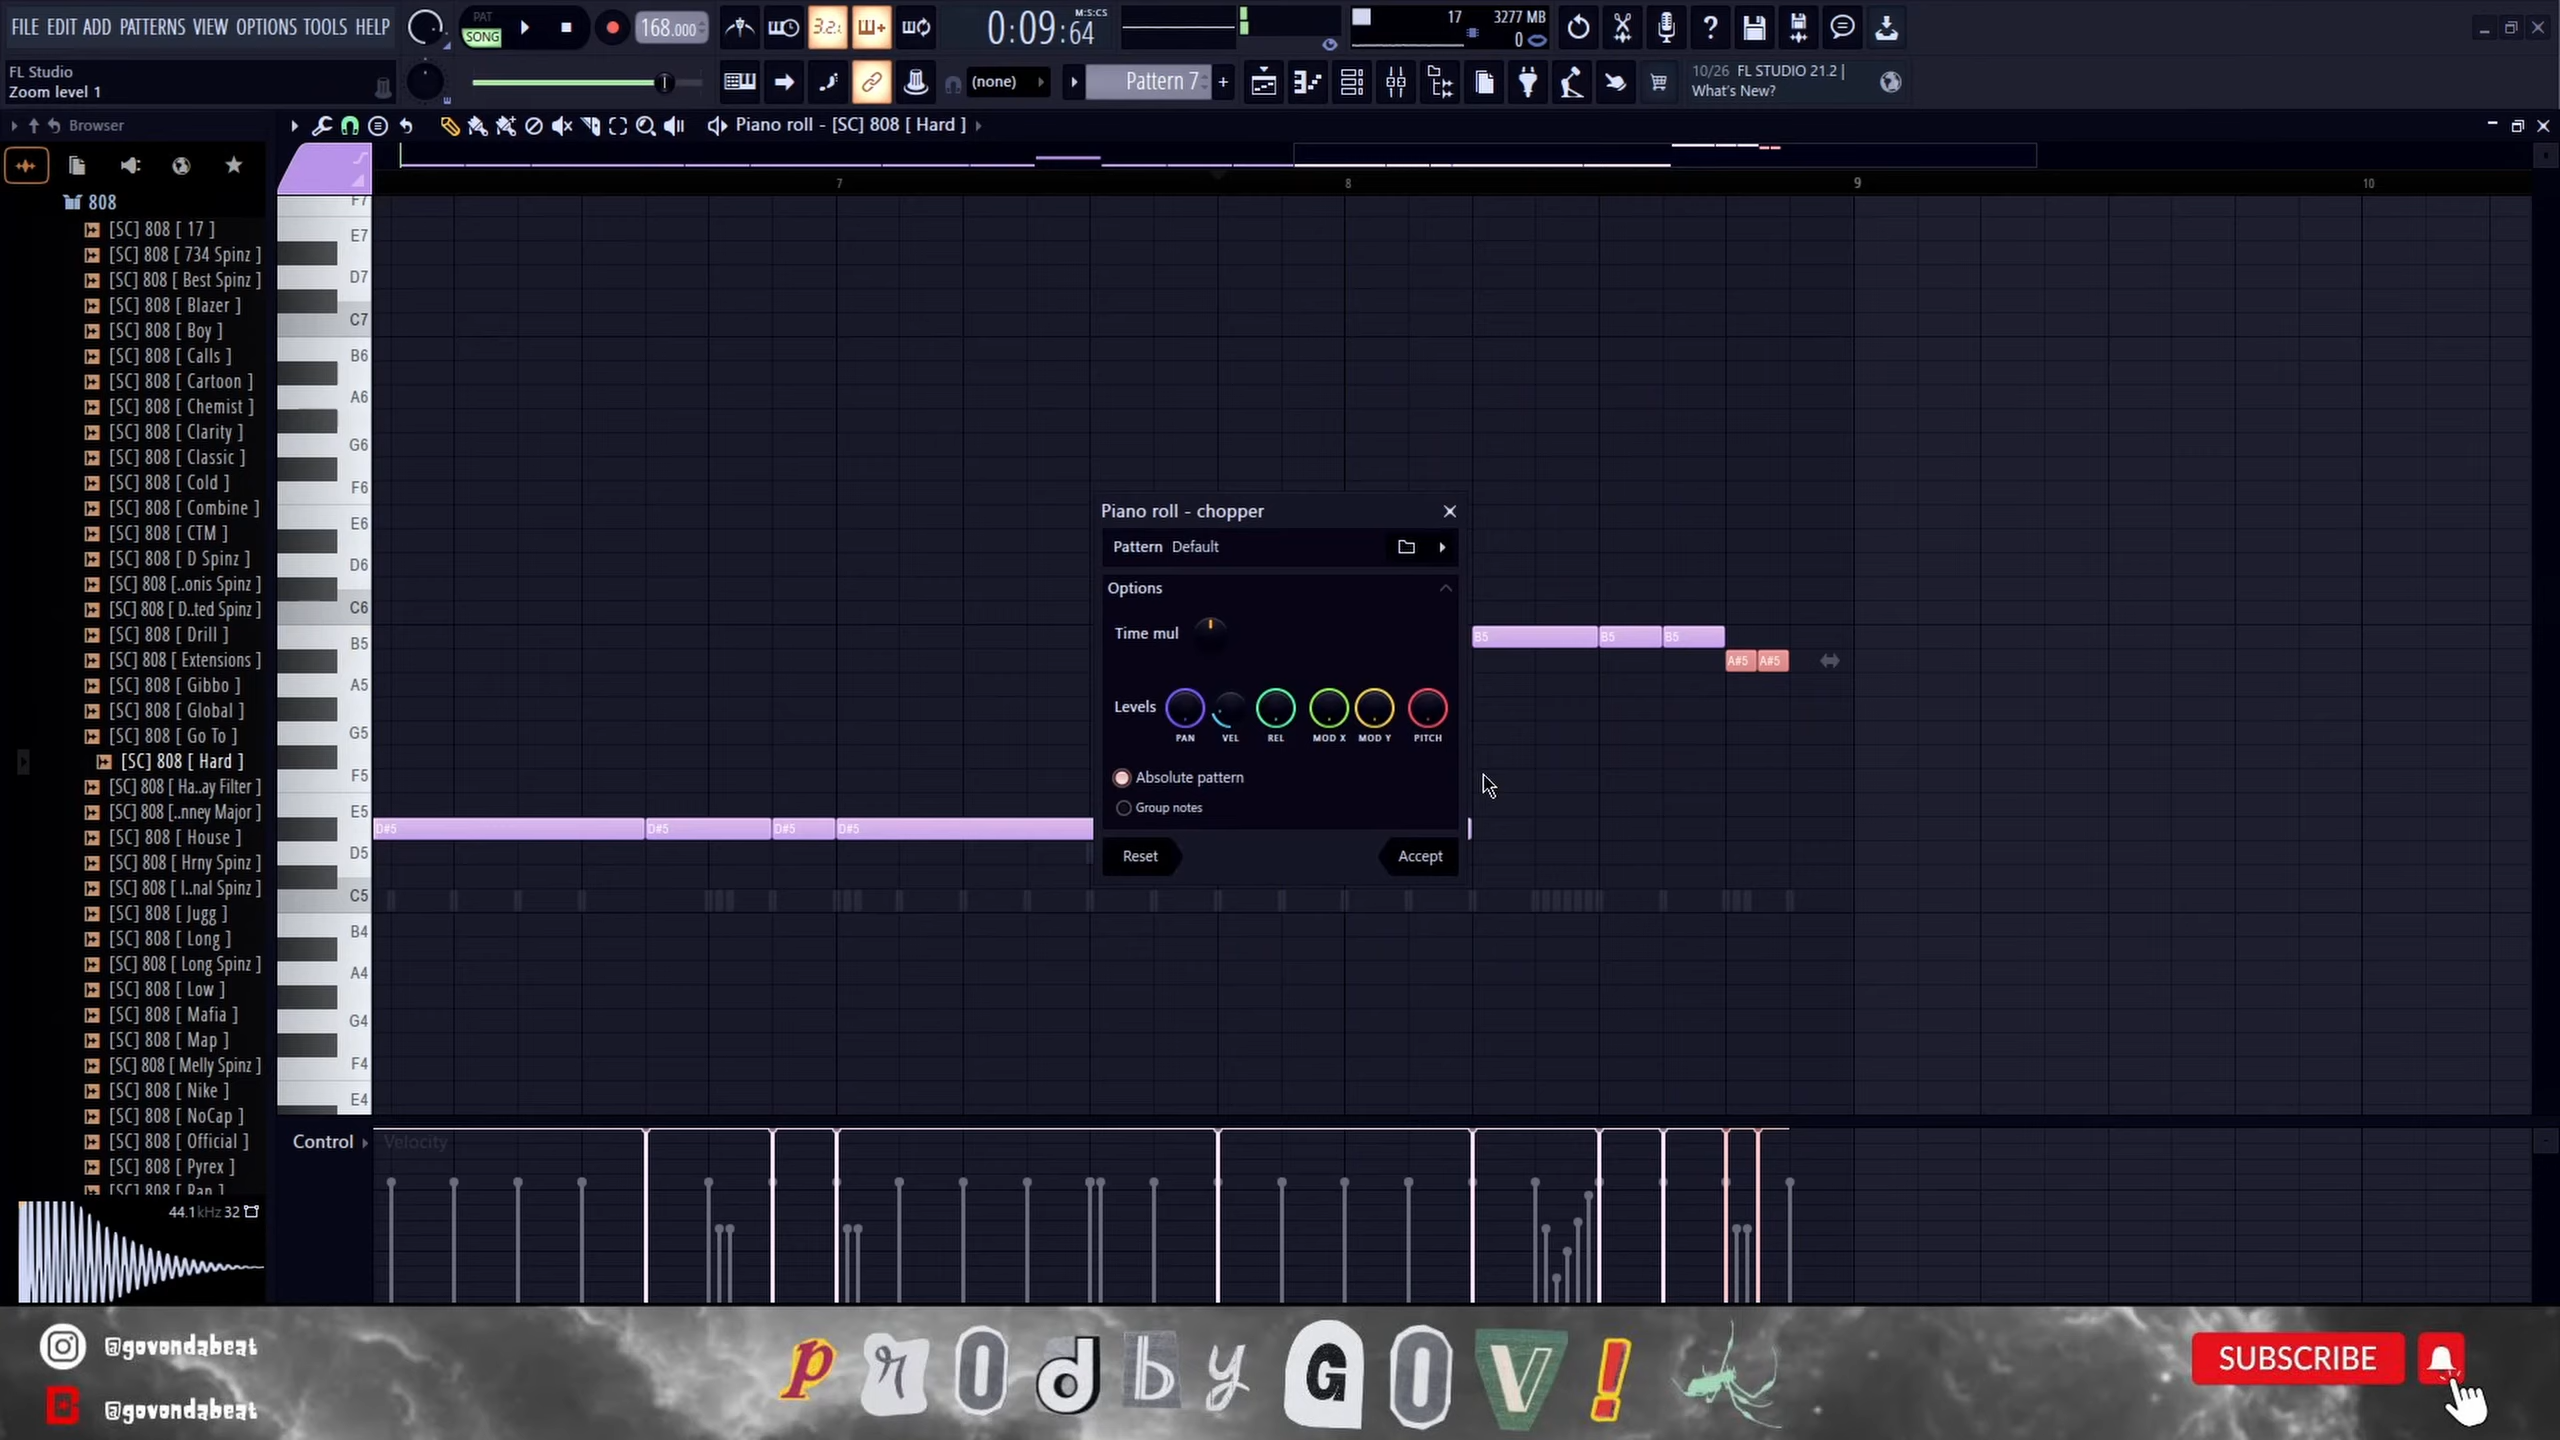 FILE EDIT ADD PATTERNS VIEW OPTIONS TOOLS HELP
PAT
SONG
168.000
3.2.
0:09:64
M:S:CS
17
3277 MB
0
FL Studio
Zoom level 1
(none)
Pattern 7
10/26 FL STUDIO 21.2 |
What's New?
Browser
Piano roll - [SC] 808 [ Hard ]
808
[SC] 808 [ 17 ]
[SC] 808 [ 734 Spinz ]
[SC] 808 [ Best Spinz ]
[SC] 808 [ Blazer ]
[SC] 808 [ Boy ]
[SC] 808 [ Calls ]
[SC] 808 [ Cartoon ]
[SC] 808 [ Chemist ]
[SC] 808 [ Clarity ]
[SC] 808 [ Classic ]
[SC] 808 [ Cold ]
[SC] 808 [ Combine ]
[SC] 808 [ CTM ]
[SC] 808 [ D Spinz ]
[SC] 808 [..onis Spinz ]
[SC] 808 [ D..ted Spinz ]
[SC] 808 [ Drill ]
[SC] 808 [ Extensions ]
[SC] 808 [ Gibbo ]
[SC] 808 [ Global ]
[SC] 808 [ Go To ]
[SC] 808 [ Hard ]
[SC] 808 [ Ha..ay Filter ]
[SC] 808 [..nney Major ]
[SC] 808 [ House ]
[SC] 808 [ Hrny Spinz ]
[SC] 808 [ I..nal Spinz ]
[SC] 808 [ Jugg ]
[SC] 808 [ Long ]
[SC] 808 [ Long Spinz ]
[SC] 808 [ Low ]
[SC] 808 [ Mafia ]
[SC] 808 [ Map ]
[SC] 808 [ Melly Spinz ]
[SC] 808 [ Nike ]
[SC] 808 [ NoCap ]
[SC] 808 [ Official ]
[SC] 808 [ Pyrex ]
44.1kHz 32
7
8
9
10
F7
E7
D7
C7
B6
A6
G6
F6
E6
D6
C6
B5
A5
G5
F5
E5
D5
C5
B4
A4
G4
F4
E4
B5 B5 B5
A#5 A#5
D#5 D#5 D#5 D#5
Piano roll - chopper
Pattern Default
Options
Time mul
Levels
PAN VEL REL MOD X MOD Y PITCH
Absolute pattern
Group notes
Reset
Accept
Control
Velocity
@govondabeat
@govondabeat
prod by GOV!
SUBSCRIBE